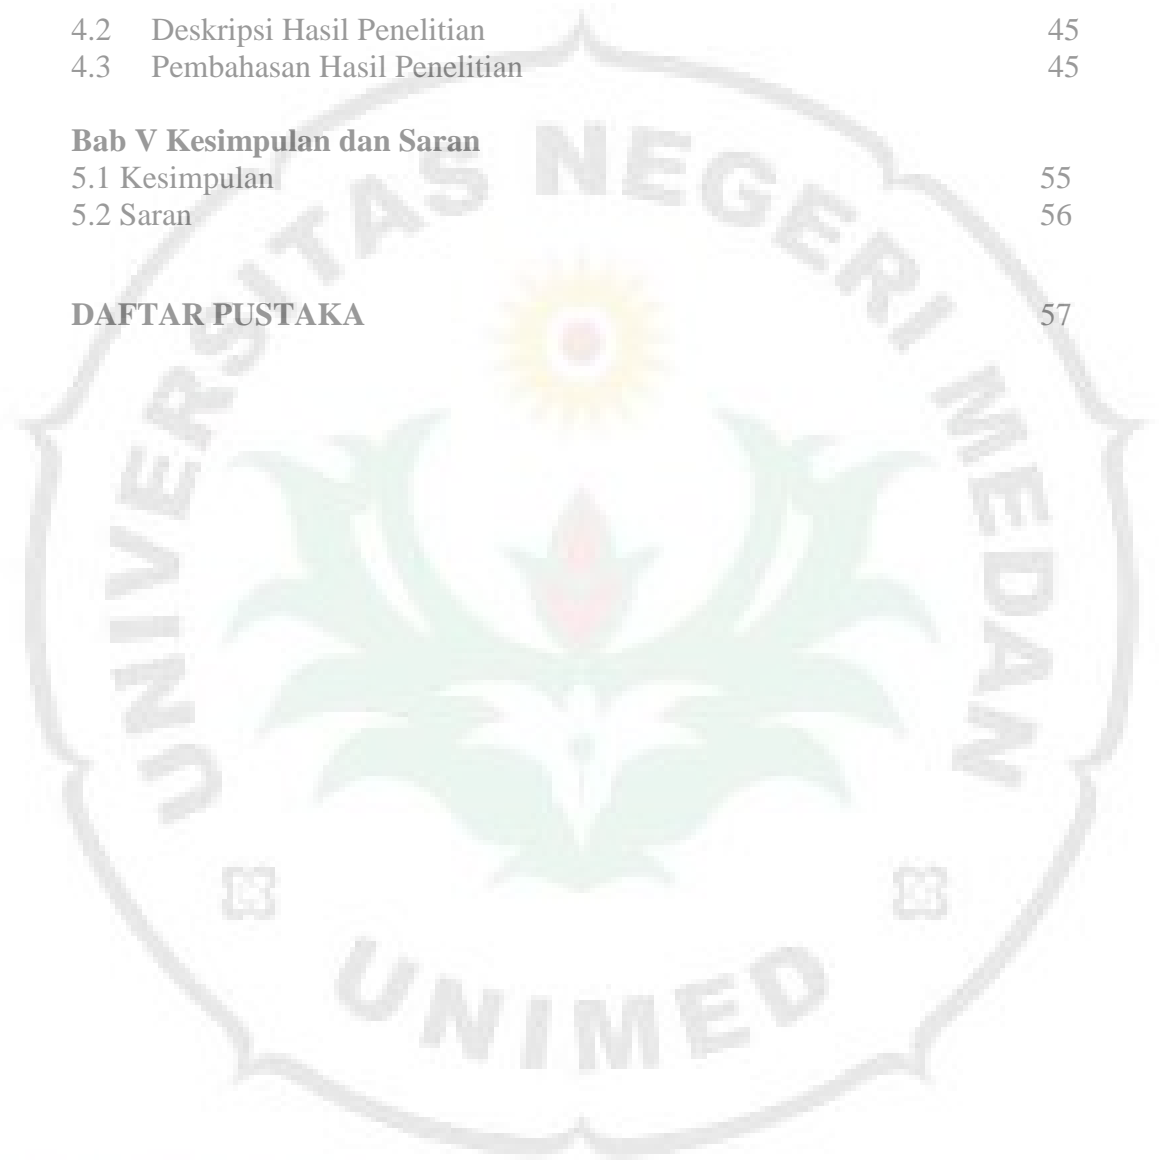 4.2 Deskripsi Hasil Penelitian 45
4.3 Pembahasan Hasil Penelitian 45
Bab V Kesimpulan dan Saran
5.1 Kesimpulan 55
5.2 Saran 56
DAFTAR PUSTAKA 57
UNIVERSITAS NEGERI MEDAN
UNIMED